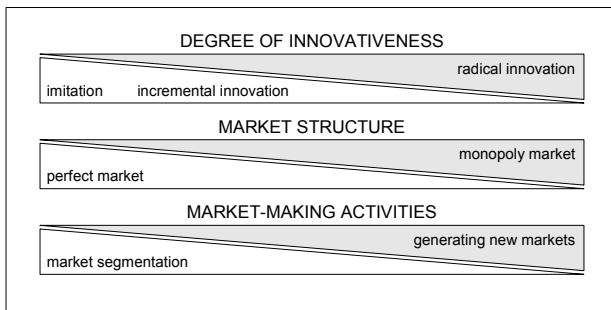 DEGREE OF INNOVATIVENESS
radical innovation
imitation incremental innovation
MARKET STRUCTURE
monopoly market
perfect market
MARKET-MAKING ACTIVITIES
generating new markets
market segmentation